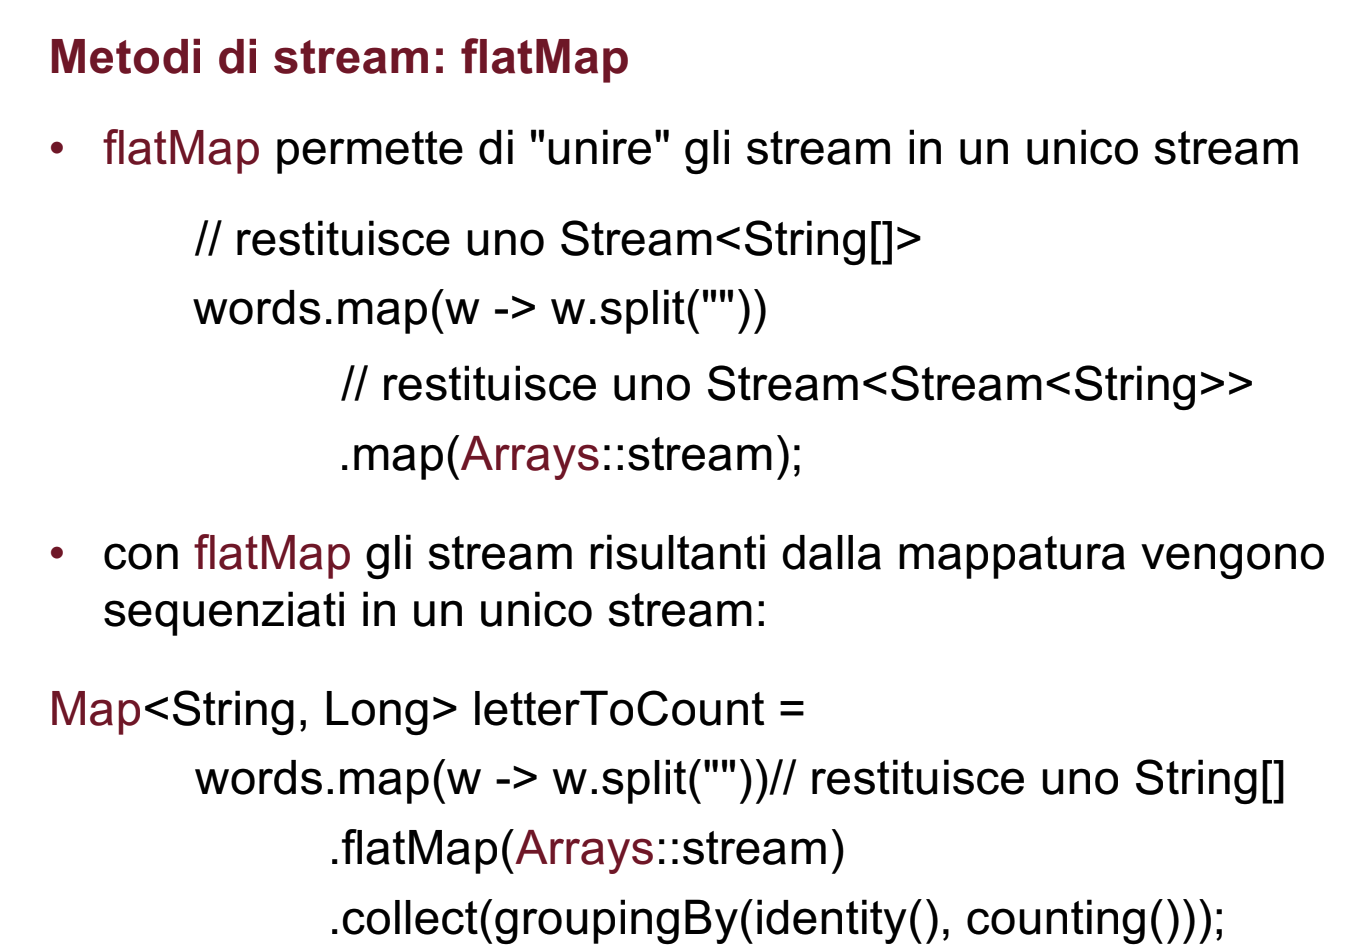 Metodi di stream: flatMap
• flatMap permette di "unire" gli stream in un unico stream
// restituisce uno Stream<String[]>
words.map(w -> w.split(""))
// restituisce uno Stream<Stream<String>>
.map(Arrays::stream);
• con flatMap gli stream risultanti dalla mappatura vengono
sequenziati in un unico stream:
Map<String, Long> letterToCount =
words.map(w -> w.split(""))// restituisce uno String[]
.flatMap(Arrays::stream)
.collect(groupingBy(identity(), counting()));